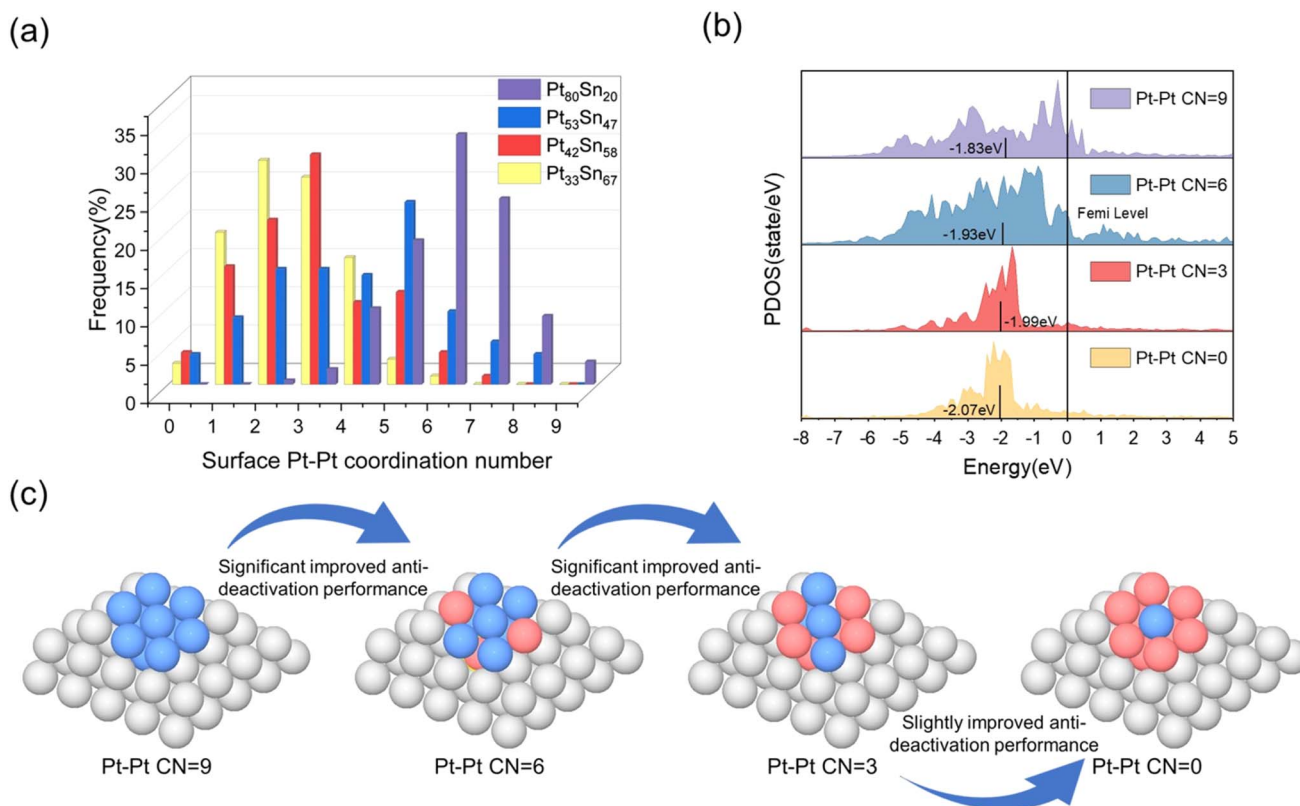 (a)
Pt80Sn20
Pt53Sn47
Pt42Sn58
Pt33Sn67
35
30
25
20
15
10
5
0
Frequency(%)
0 1 2 3 4 5 6 7 8 9
Surface Pt-Pt coordination number
(b)
Pt-Pt CN=9
-1.83eV
Pt-Pt CN=6
Femi Level
-1.93eV
Pt-Pt CN=3
-1.99eV
Pt-Pt CN=0
-2.07eV
PDOS(state/eV)
-8 -7 -6 -5 -4 -3 -2 -1 0 1 2 3 4 5
Energy(eV)
(c)
Significant improved anti-
deactivation performance
Significant improved anti-
deactivation performance
Slightly improved anti-
deactivation performance
Pt-Pt CN=9
Pt-Pt CN=6
Pt-Pt CN=3
Pt-Pt CN=0